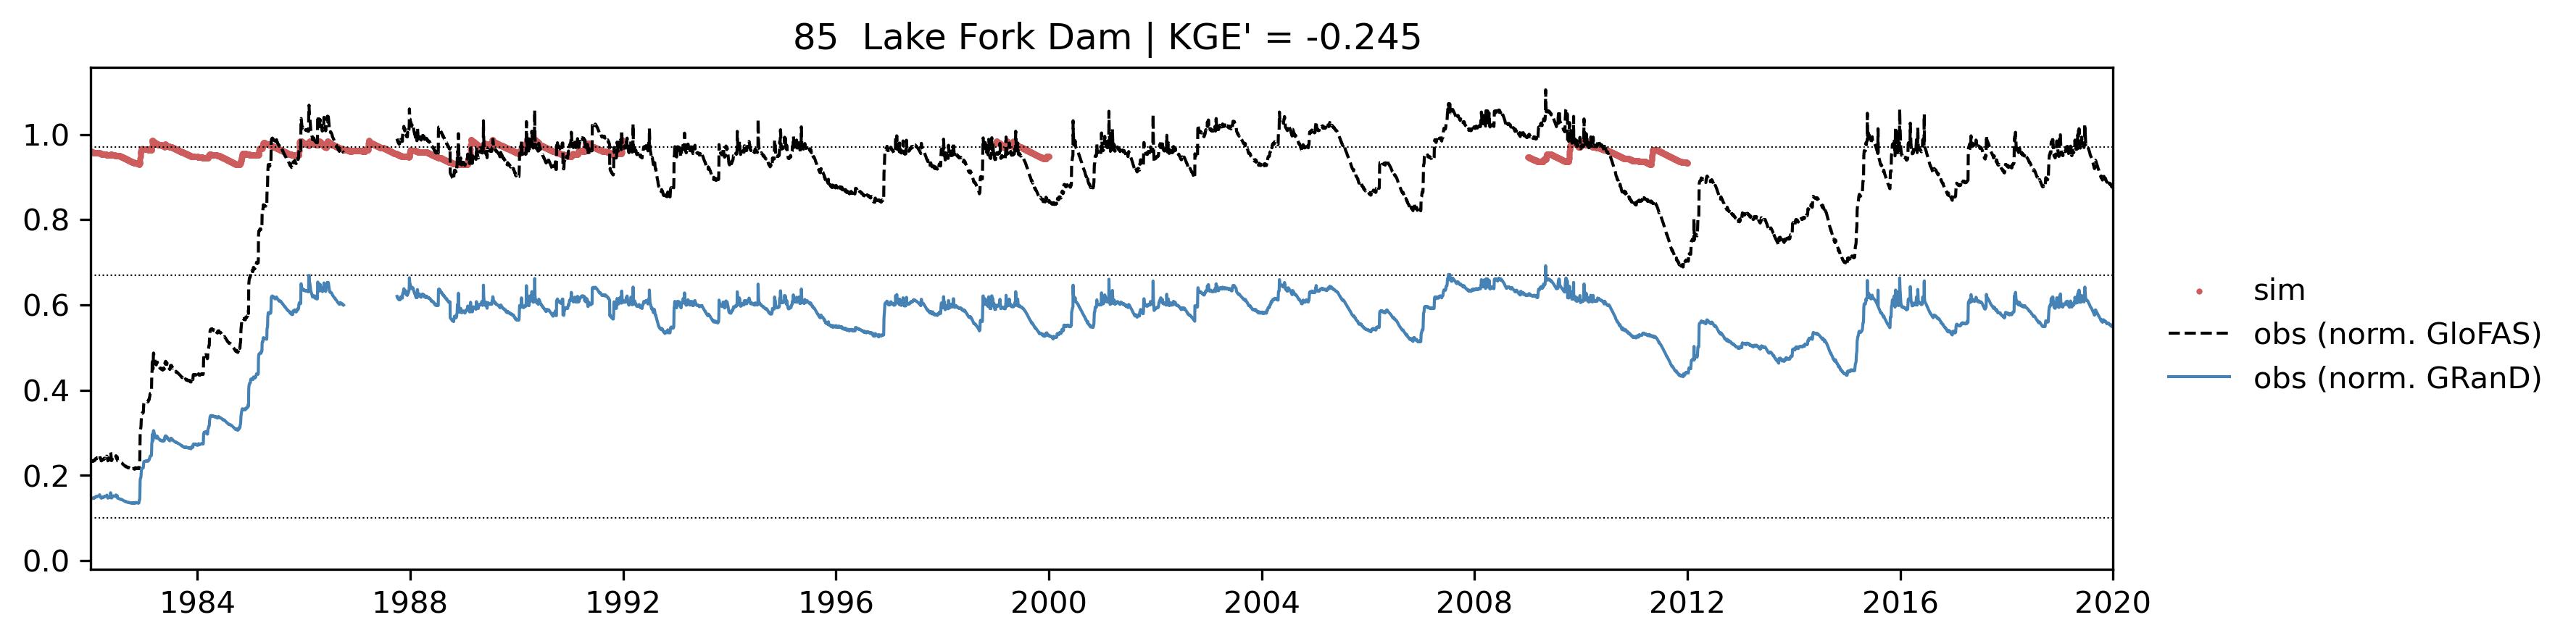 85 Lake Fork Dam | KGE' = -0.245
1.0
0.8
0.6
0.4
0.2
0.0
1984 1988 1992 1996 2000 2004 2008 2012 2016 2020
sim
obs (norm. GloFAS)
obs (norm. GRanD)